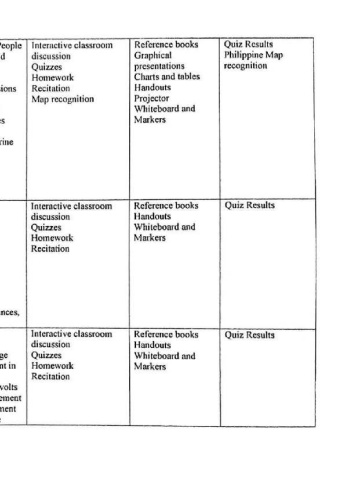 People
d
sions
s
rine
Interactive classroom
discussion
Quizzes
Homework
Recitation
Map recognition
Reference books
Graphical
presentations
Charts and tables
Handouts
Projector
Whiteboard and
Markers
Quiz Results
Philippine Map
recognition
nces,
Interactive classroom
discussion
Quizzes
Homework
Recitation
Reference books
Handouts
Whiteboard and
Markers
Quiz Results
ge
nt in
volts
ement
ment
Interactive classroom
discussion
Quizzes
Homework
Recitation
Reference books
Handouts
Whiteboard and
Markers
Quiz Results